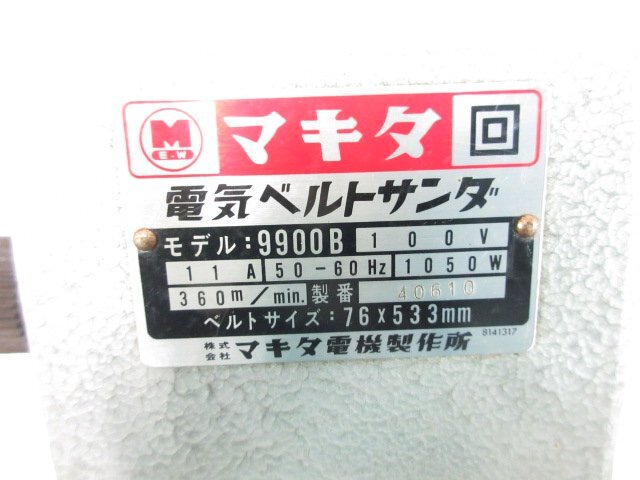 M
E.W
マキタ
電気ベルトサンダ
モデル:9900B 100V
11A 50-60Hz 1050W
360m/min. 製番 40610
ベルトサイズ:76x533mm
株式会社 マキタ電機製作所 814131?